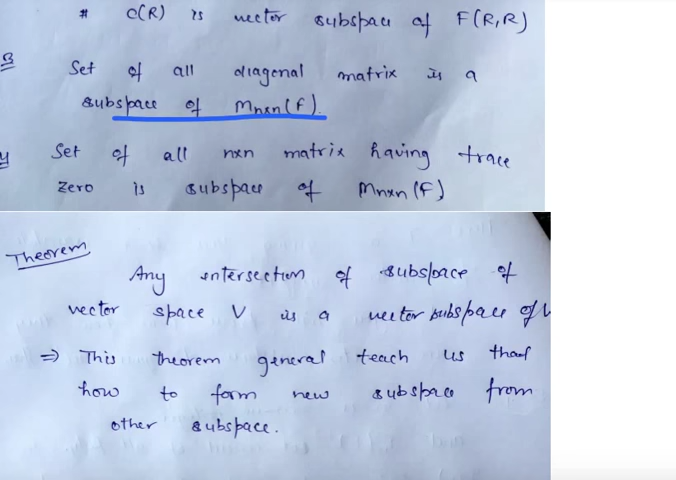 # C(R) is vector subspace of F(R,R)
3 Set of all diagonal matrix is a
subspace of Mnxn(F).
4 Set of all nxn matrix having trace
zero is subspace of Mnxn(F)
Theorem
Any intersection of subspace of
vector space V is a vector subspace of V
⇒ This theorem general teach us that
how to form new subspace from
other subspace.